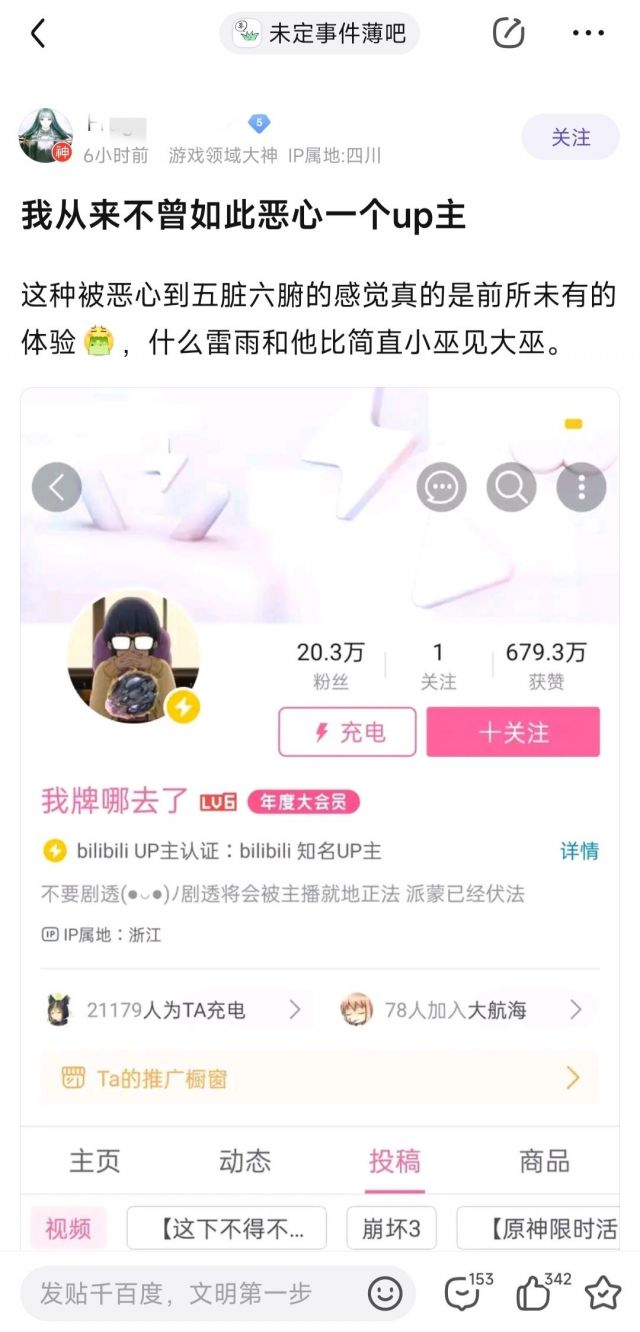 未定事件薄吧
5
神
6小时前 游戏领域大神 IP属地:四川
关注
我从来不曾如此恶心一个up主
这种被恶心到五脏六腑的感觉真的是前所未有的
体验，什么雷雨和他比简直小巫见大巫。
20.3万 1 679.3万
粉丝 关注 获赞
充电 十关注
我牌哪去了 LV6 年度大会员
bilibili UP主认证：bilibili 知名UP主 详情
不要剧透(●◡●)ﾉ剧透将会被主播就地正法 派蒙已经伏法
IP IP属地：浙江
21179人为TA充电 78人加入大航海
Ta的推广橱窗
主页 动态 投稿 商品
视频 【这下不得不... 崩坏3 【原神限时活
发贴千百度，文明第一步 153 342